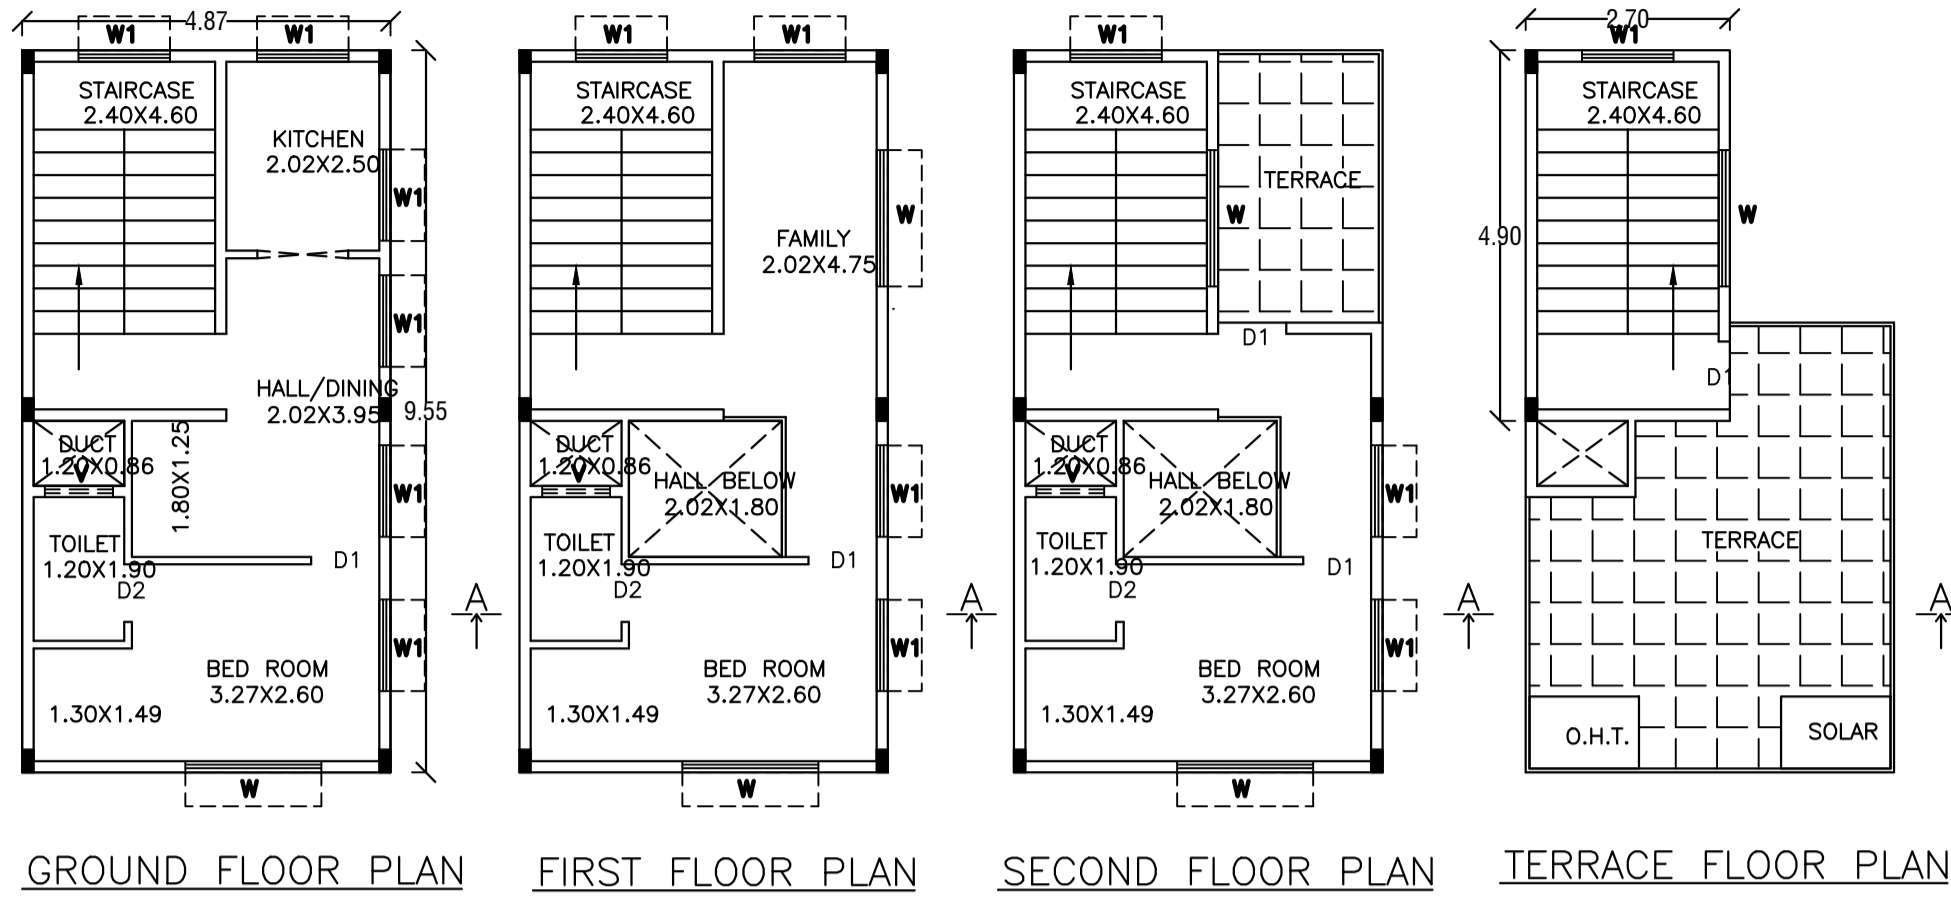 4.87
W1
W1
STAIRCASE
2.40X4.60
KITCHEN
2.02X2.50
W1
W1
HALL/DINING
2.02X3.95
9.55
DUCT
1.20X0.86
V
1.80X1.25
W1
TOILET
1.20X1.90
D2
D1
W1
BED ROOM
3.27X2.60
1.30X1.49
W
GROUND FLOOR PLAN
A
W1
W1
STAIRCASE
2.40X4.60
W
FAMILY
2.02X4.75
DUCT
1.20X0.86
V
HALL BELOW
2.02X1.80
W1
TOILET
1.20X1.90
D2
D1
W1
BED ROOM
3.27X2.60
1.30X1.49
W
FIRST FLOOR PLAN
A
W1
STAIRCASE
2.40X4.60
TERRACE
W
D1
DUCT
1.20X0.86
V
HALL BELOW
2.02X1.80
W1
TOILET
1.20X1.90
D2
D1
W1
BED ROOM
3.27X2.60
1.30X1.49
W
SECOND FLOOR PLAN
A
2.70
W1
STAIRCASE
2.40X4.60
W
4.90
D1
TERRACE
O.H.T.
SOLAR
TERRACE FLOOR PLAN
A